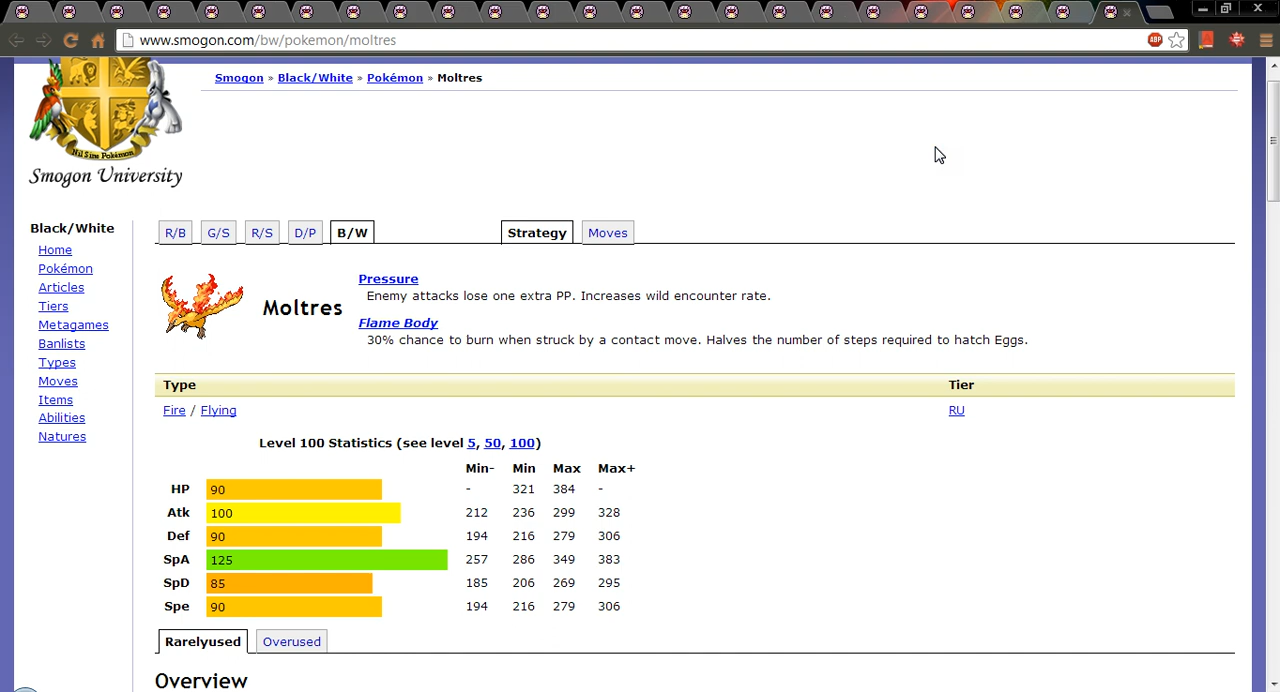 www.smogon.com/bw/pokemon/moltres
ABP
Smogon » Black/White » Pokémon » Moltres
Nil Sine Pokémon
Smogon University
R/B G/S R/S D/P B/W Strategy Moves
Black/White
Home
Pokémon
Articles
Tiers
Metagames
Banlists
Types
Moves
Items
Abilities
Natures
Moltres
Pressure
Enemy attacks lose one extra PP. Increases wild encounter rate.
Flame Body
30% chance to burn when struck by a contact move. Halves the number of steps required to hatch Eggs.
Type Tier
Fire / Flying RU
Level 100 Statistics (see level 5, 50, 100)
Min- Min Max Max+
HP 90 - 321 384 -
Atk 100 212 236 299 328
Def 90 194 216 279 306
SpA 125 257 286 349 383
SpD 85 185 206 269 295
Spe 90 194 216 279 306
Rarelyused Overused
Overview